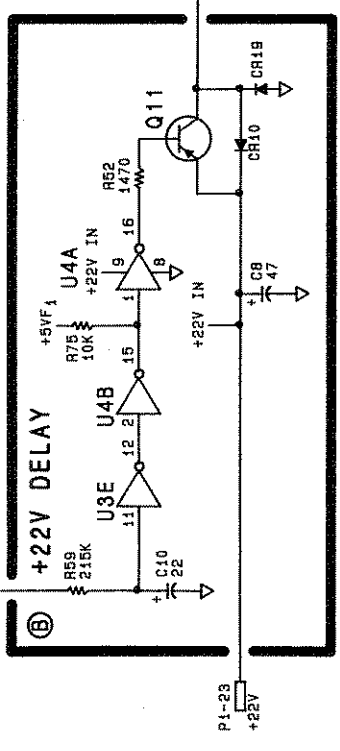 B
+22V DELAY
R59
215K
+
C10
22
11
U3E
12
2
U4B
15
+5VF1
R75
10K
1
U4A
+22V IN
9
8
16
R52
1470
Q11
+22V IN
+
C8
47
CR10
CR19
P1-23
+22V